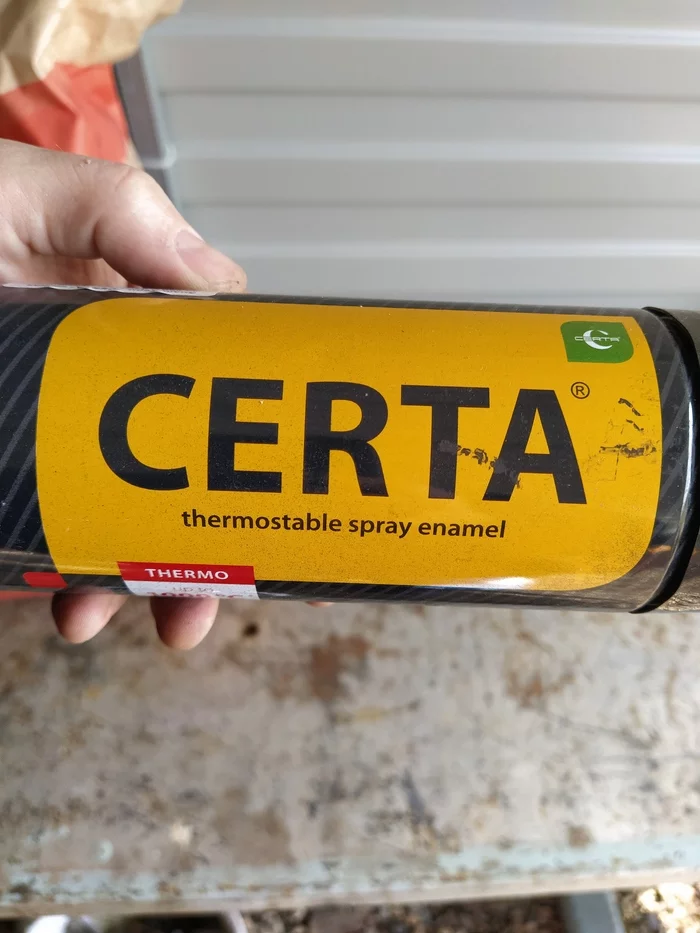 CERTA
CERTA®
thermostable spray enamel
THERMO